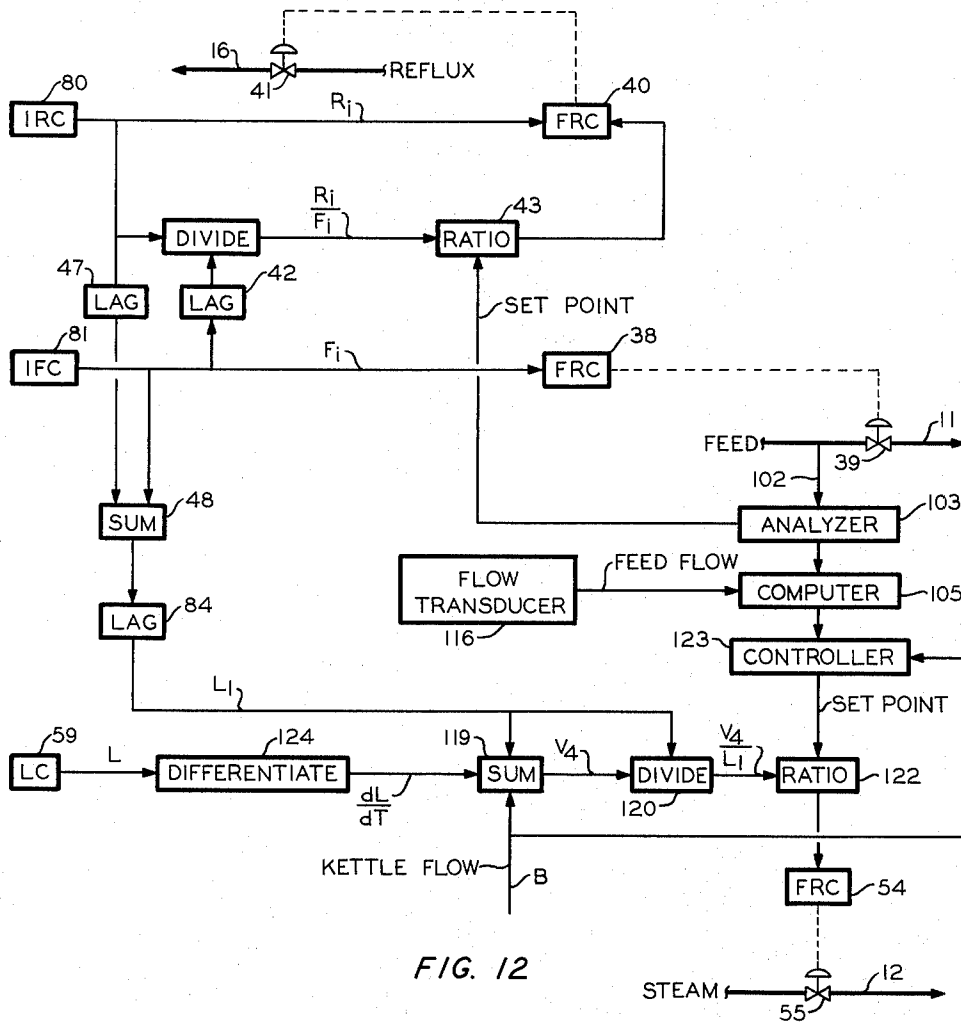 16
41
REFLUX
80
IRC
Ri
40
FRC
Ri
Fi
43
DIVIDE
RATIO
47
LAG
42
LAG
SET POINT
81
IFC
Fi
38
FRC
FEED
11
39
102
48
SUM
103
ANALYZER
FLOW
TRANSDUCER
116
FEED FLOW
COMPUTER
105
84
LAG
123
CONTROLLER
L1
SET POINT
59
LC
L
124
DIFFERENTIATE
dL
dT
119
SUM
V4
DIVIDE
120
V4
L1
RATIO
122
KETTLE FLOW
B
FRC
54
STEAM
12
55
FIG. 12